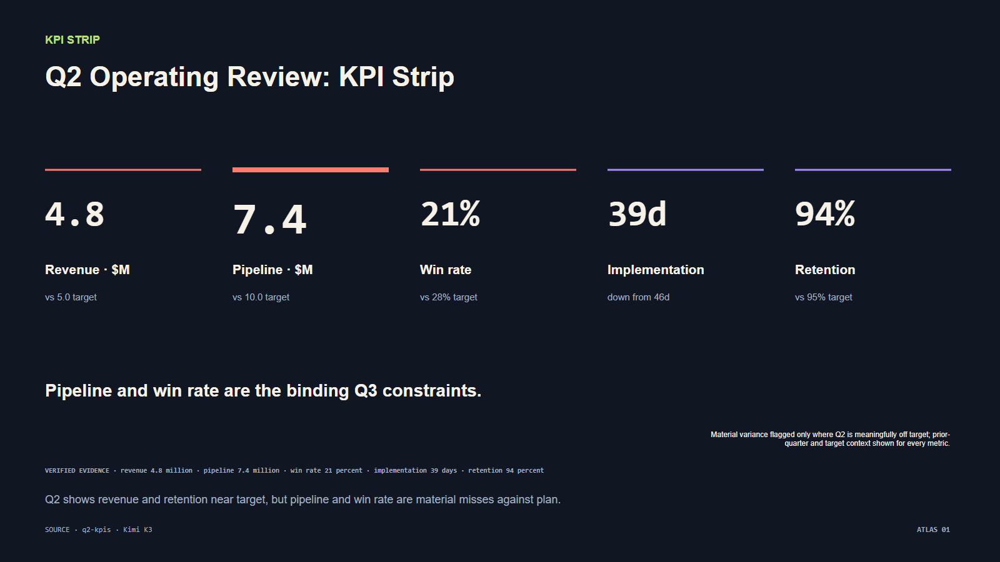 KPI STRIP
Q2 Operating Review: KPI Strip
4.8
Revenue · $M
vs 5.0 target
7.4
Pipeline · $M
vs 10.0 target
21%
Win rate
vs 28% target
39d
Implementation
down from 46d
94%
Retention
vs 95% target
Pipeline and win rate are the binding Q3 constraints.
Material variance flagged only where Q2 is meaningfully off target; prior-
quarter and target context shown for every metric.
VERIFIED EVIDENCE · revenue 4.8 million · pipeline 7.4 million · win rate 21 percent · implementation 39 days · retention 94 percent
Q2 shows revenue and retention near target, but pipeline and win rate are material misses against plan.
SOURCE · q2-kpis · Kimi K3
ATLAS 01